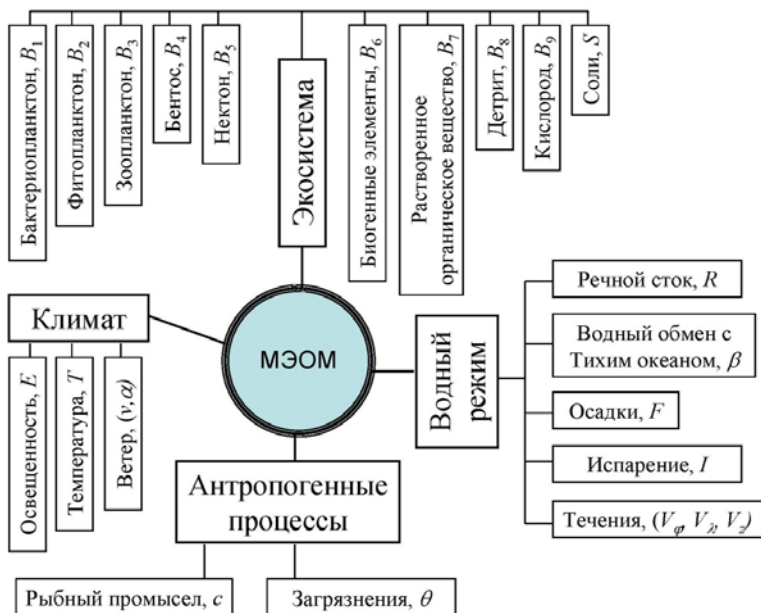 Бактериопланктон, B₁
Фитопланктон, B₂
Зоопланктон, B₃
Бентос, B₄
Нектон, B₅
Экосистема
Биогенные элементы, B₆
Растворенное
органическое вещество, B₇
Детрит, B₈
Кислород, B₉
Соли, S
Климат
Освещенность, E
Температура, T
Ветер, (v,α)
МЭОМ
Водный
режим
Речной сток, R
Водный обмен с
Тихим океаном, β
Осадки, F
Испарение, I
Течения, (Vφ, Vλ, Vz)
Антропогенные
процессы
Рыбный промысел, c
Загрязнения, θ